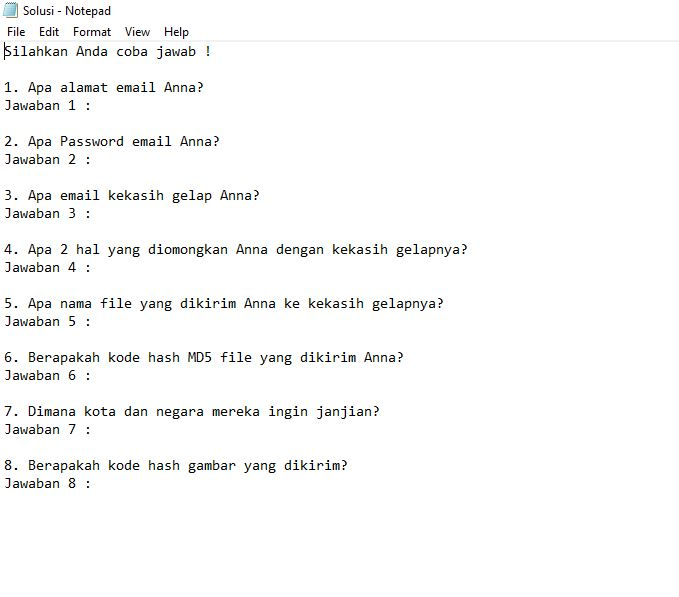 Solusi - Notepad
File Edit Format View Help
Silahkan Anda coba jawab !
1. Apa alamat email Anna?
Jawaban 1 :
2. Apa Password email Anna?
Jawaban 2 :
3. Apa email kekasih gelap Anna?
Jawaban 3 :
4. Apa 2 hal yang diomongkan Anna dengan kekasih gelapnya?
Jawaban 4 :
5. Apa nama file yang dikirim Anna ke kekasih gelapnya?
Jawaban 5 :
6. Berapakah kode hash MD5 file yang dikirim Anna?
Jawaban 6 :
7. Dimana kota dan negara mereka ingin janjian?
Jawaban 7 :
8. Berapakah kode hash gambar yang dikirim?
Jawaban 8 :